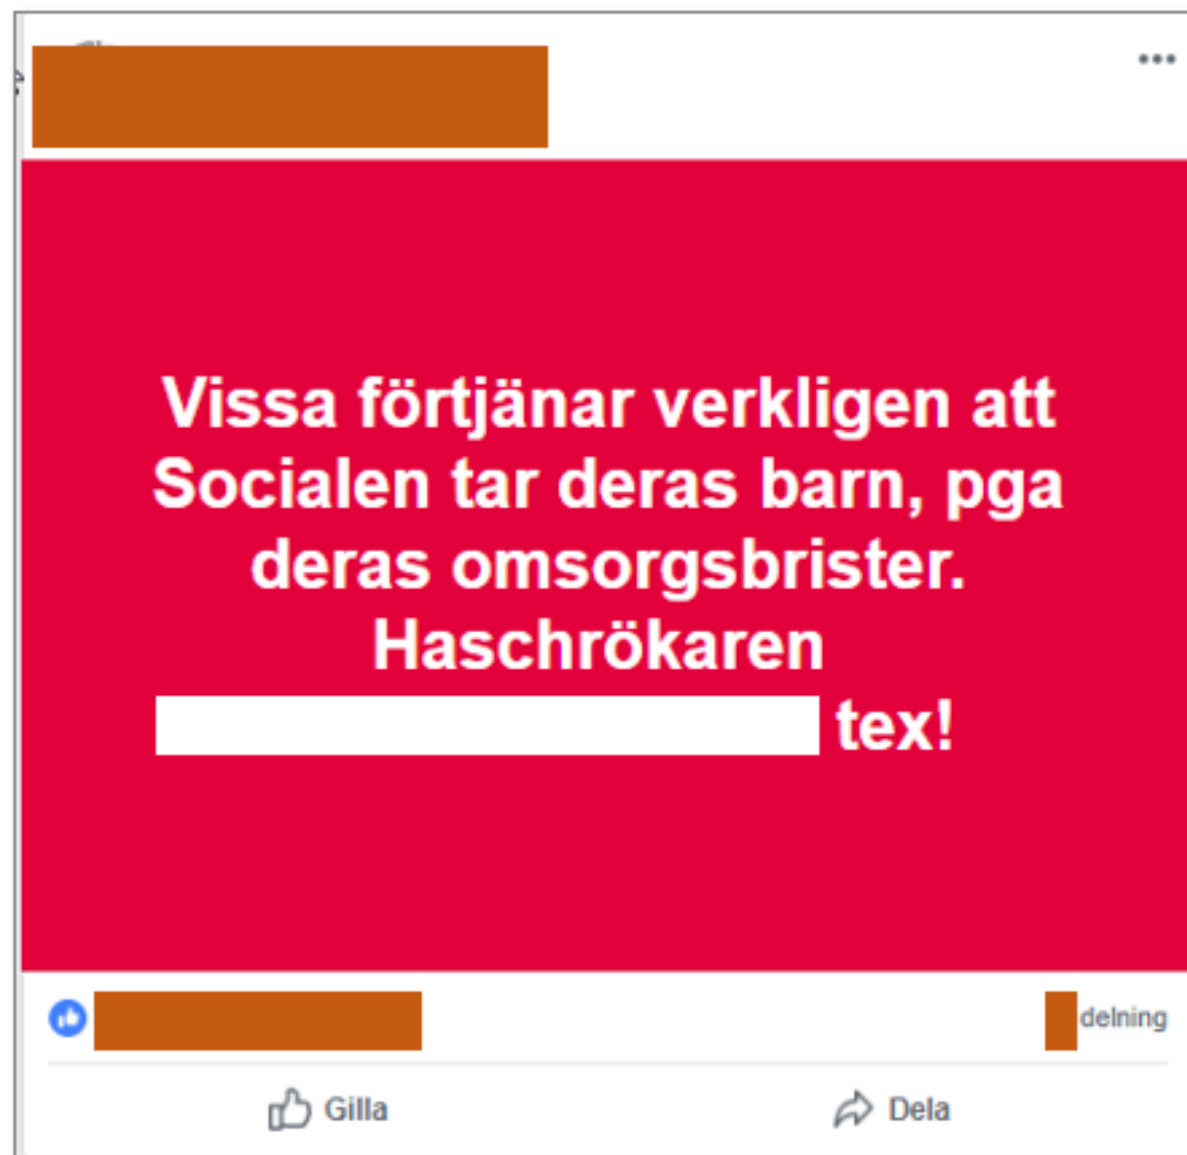 Vissa förtjänar verkligen att
Socialen tar deras barn, pga
deras omsorgsbrister.
Haschrökaren
tex!
delning
Gilla
Dela